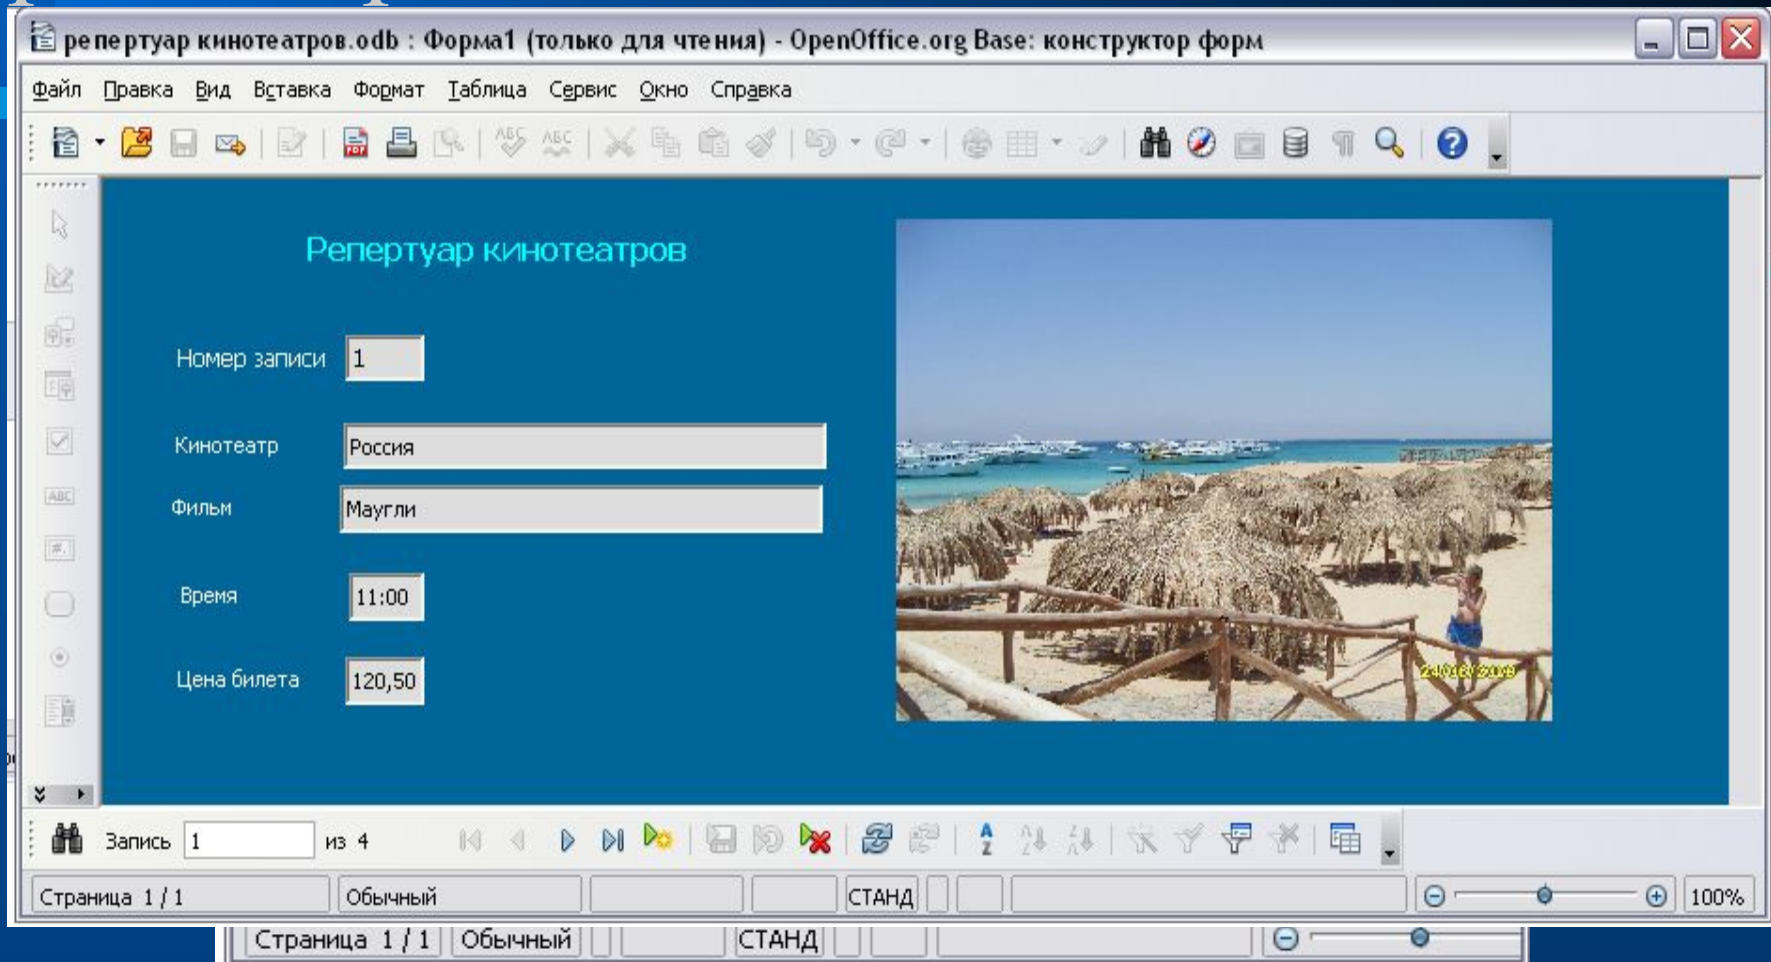 репертуар кинотеатров.odb : Форма1 (только для чтения) - OpenOffice.org Base: конструктор форм
Файл Правка Вид Вставка Формат Таблица Сервис Окно Справка
Репертуар кинотеатров
Номер записи 1
Кинотеатр Россия
Фильм Маугли
Время 11:00
Цена билета 120,50
Запись 1 из 4
Страница 1 / 1 Обычный СТАНД 100%
Страница 1 / 1 Обычный СТАНД